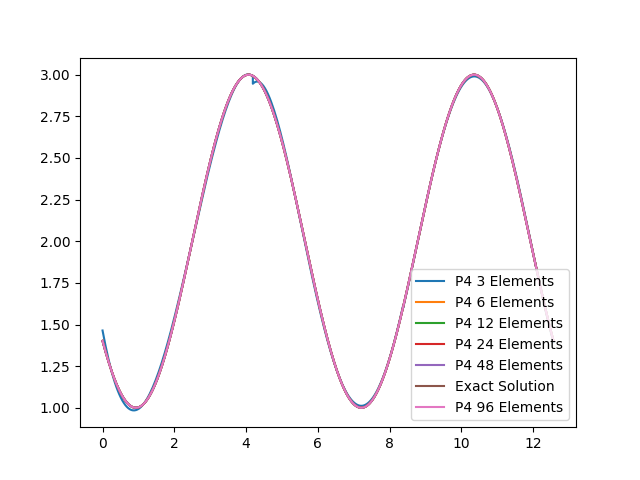 3.00
2.75
2.50
2.25
2.00
1.75
1.50
1.25
1.00
0 2 4 6 8 10 12
P4 3 Elements
P4 6 Elements
P4 12 Elements
P4 24 Elements
P4 48 Elements
Exact Solution
P4 96 Elements